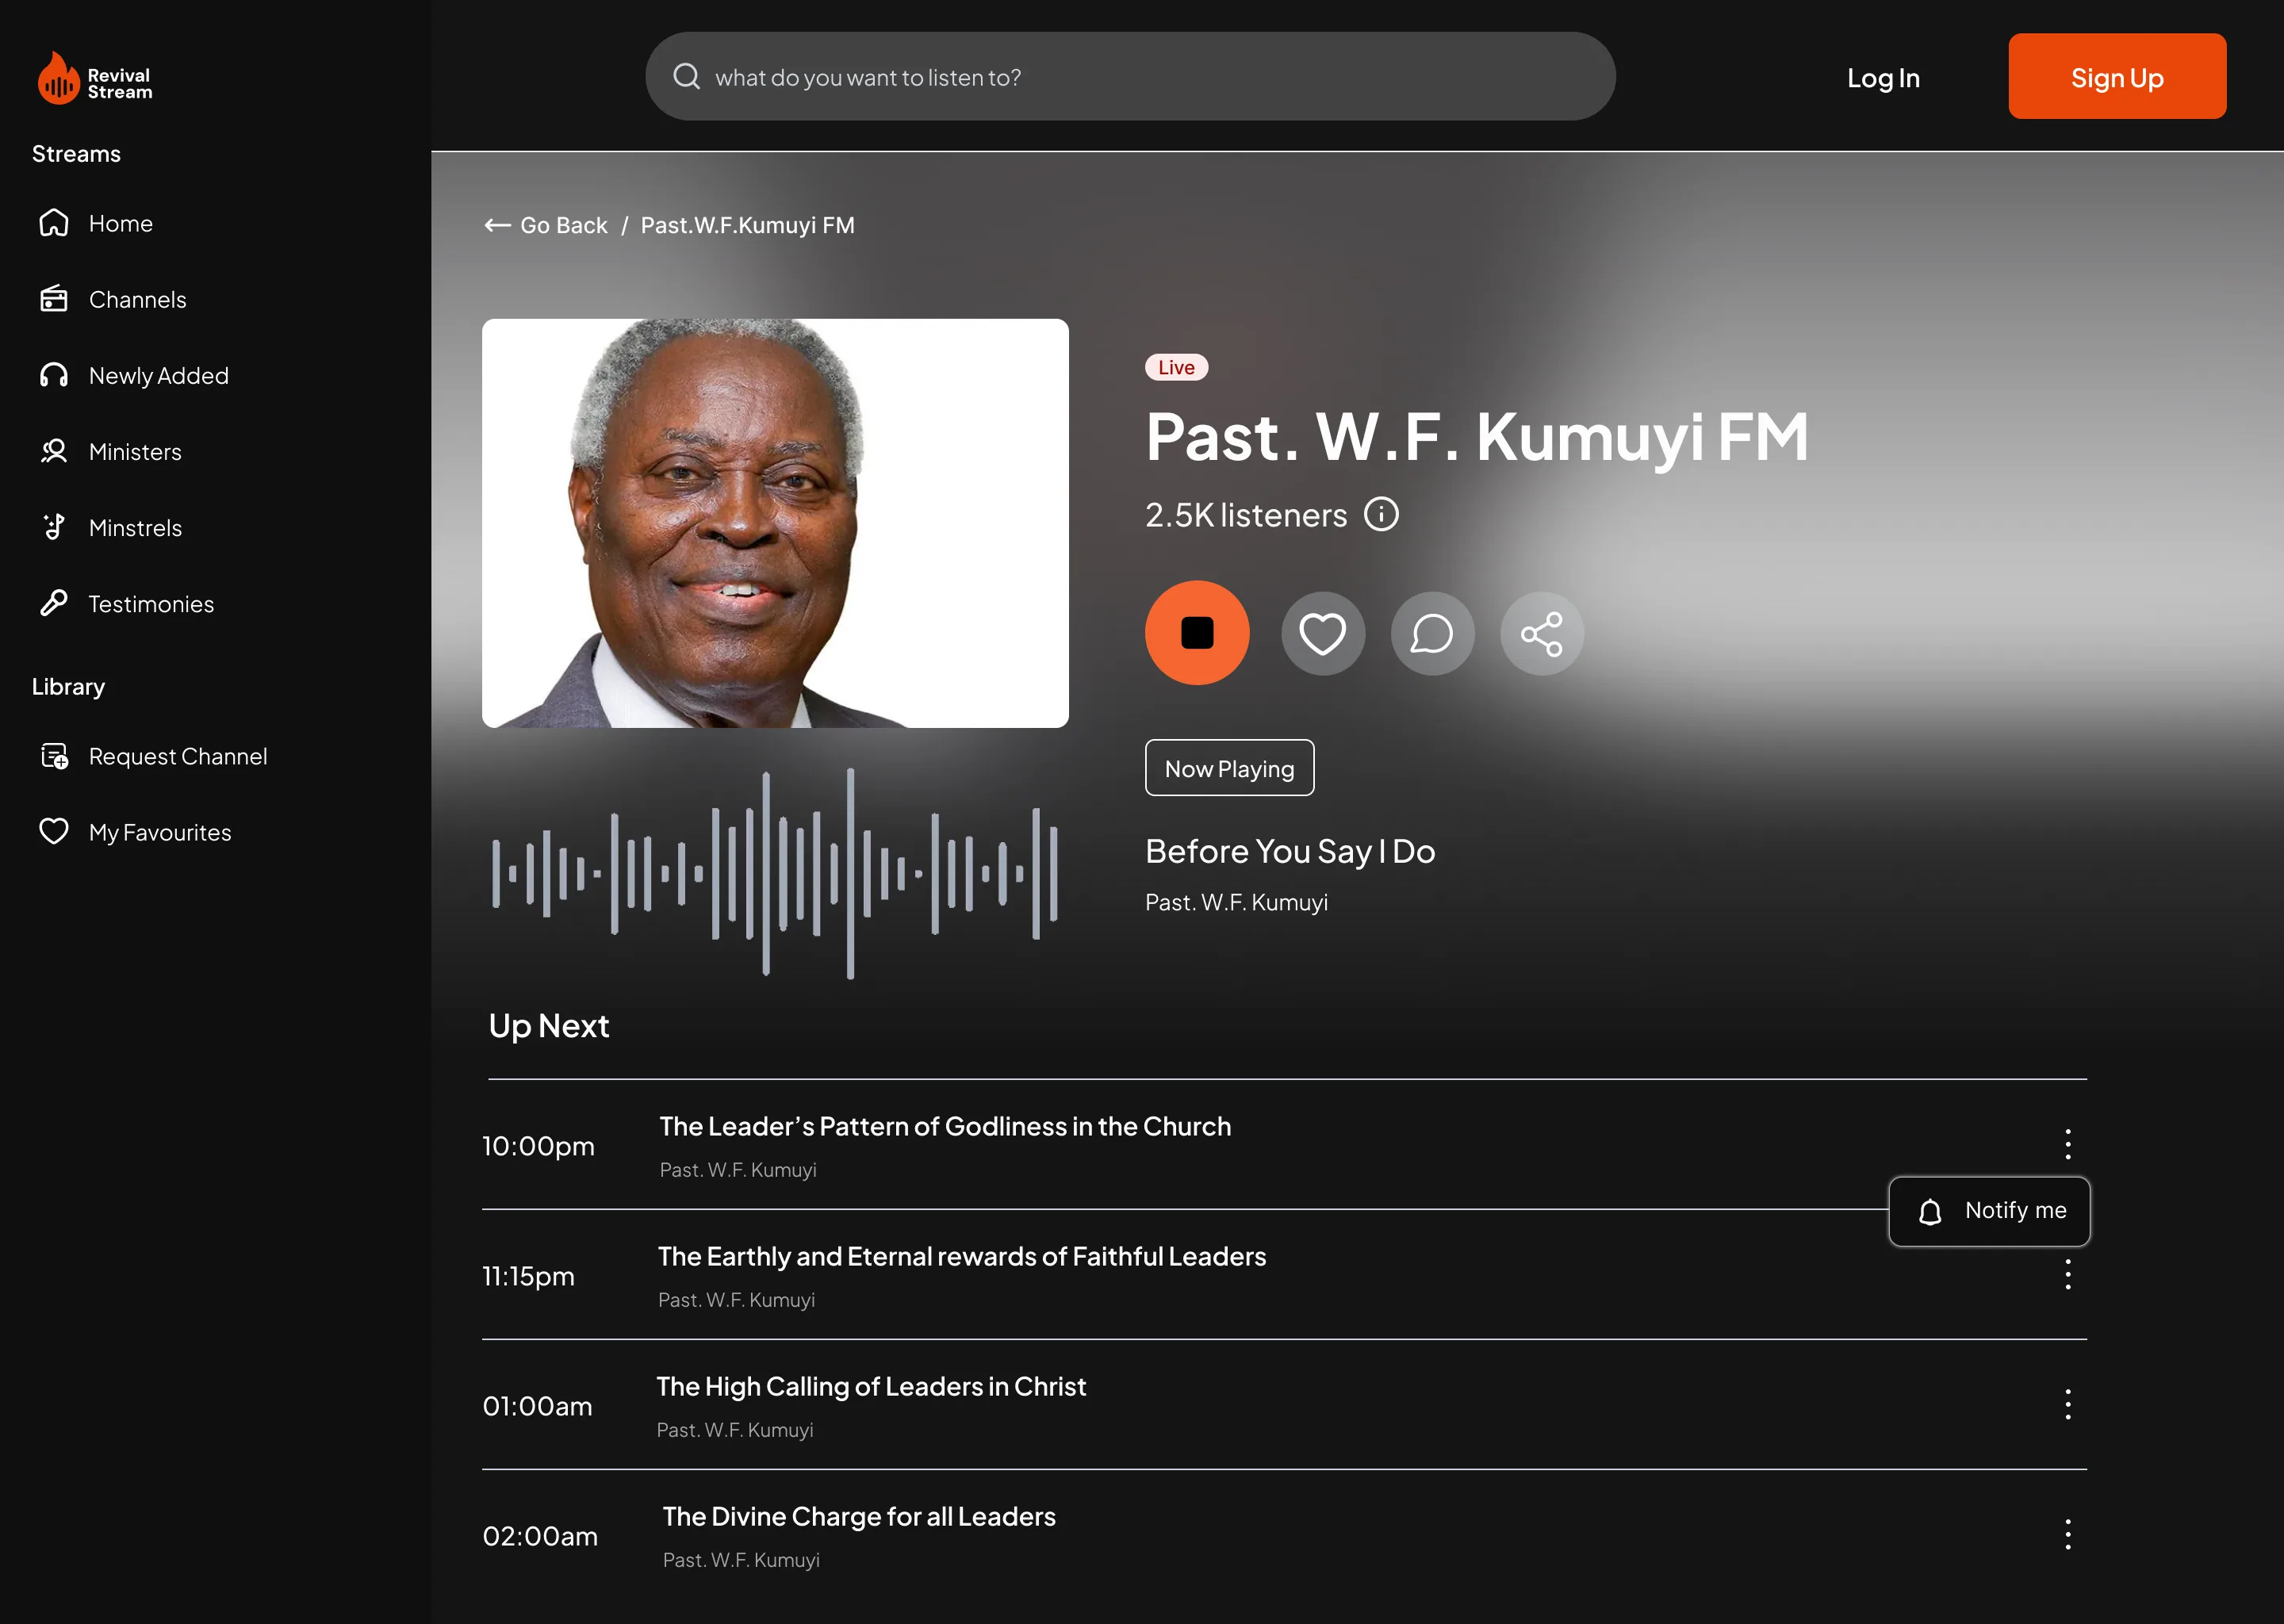 Revival
Stream
what do you want to listen to?
Log In
Sign Up
Streams
Home
Channels
Newly Added
Ministers
Minstrels
Testimonies
Library
Request Channel
My Favourites
Go Back / Past.W.F.Kumuyi FM
Live
Past. W.F. Kumuyi FM
2.5K listeners
Now Playing
Before You Say I Do
Past. W.F. Kumuyi
Up Next
10:00pm
The Leader’s Pattern of Godliness in the Church
Past. W.F. Kumuyi
Notify me
11:15pm
The Earthly and Eternal rewards of Faithful Leaders
Past. W.F. Kumuyi
01:00am
The High Calling of Leaders in Christ
Past. W.F. Kumuyi
02:00am
The Divine Charge for all Leaders
Past. W.F. Kumuyi